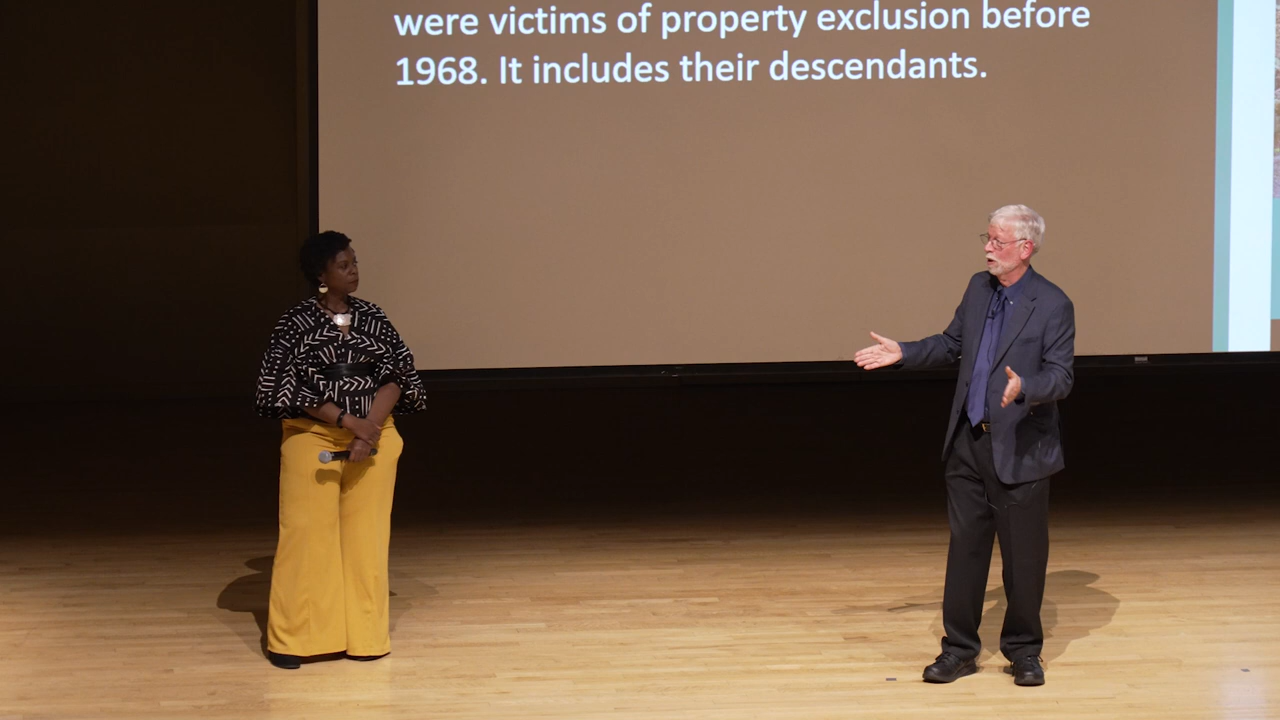 were victims of property exclusion before
1968. It includes their descendants.